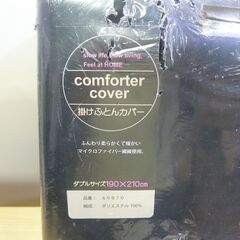 slow life, slow living,
Feel at HOME
comforter
cover
掛けふとんカバー
ふんわり柔らかくて暖かい
マイクロファイバー繊維使用。
ダブルサイズ190×210cm
品番：
組成：ポリエステル100%